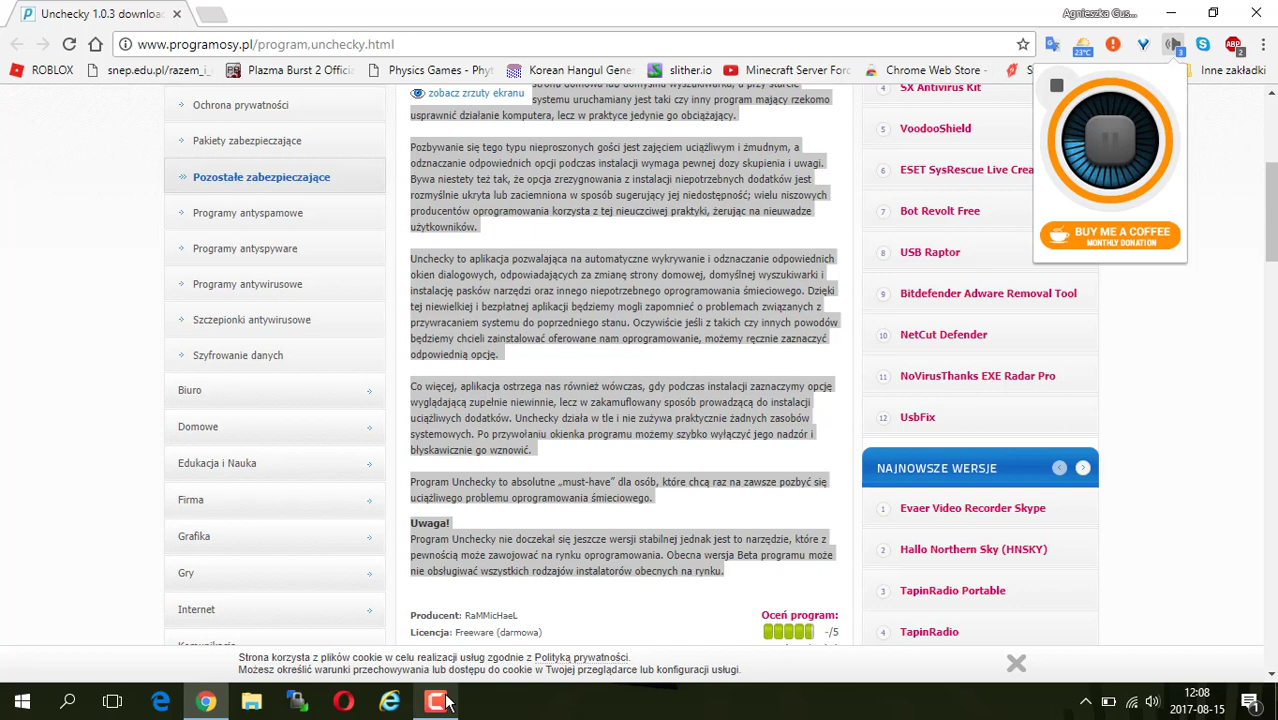 Unchecky 1.0.3 downloa
Agnieszka Gus...
www.programosy.pl/program,unchecky.html
23°C
3
ABP
2
ROBLOX
snep.edu.pl/razem_i_
Plazma Burst 2 Offici
Physics Games - Phy
Korean Hangul Gener
slither.io
Minecraft Server Forc
Chrome Web Store -
Inne zakładki
Ochrona prywatności
Pakiety zabezpieczające
Pozostałe zabezpieczające
Programy antyspamowe
Programy antyspyware
Programy antywirusowe
Szczepionki antywirusowe
Szyfrowanie danych
Biuro
Domowe
Edukacja i Nauka
Firma
Grafika
Gry
Internet
zobacz zrzuty ekranu
systemu uruchamiany jest taki czy inny program mający rzekomo
usprawnić działanie komputera, lecz w praktyce jedynie go obciążający.
Pozbywanie się tego typu nieproszonych gości jest zajęciem uciążliwym i żmudnym, a
odznaczanie odpowiednich opcji podczas instalacji wymaga pewnej dozy skupienia i uwagi.
Bywa niestety też tak, że opcja zrezygnowania z instalacji niepotrzebnych dodatków jest
rozmyślnie ukryta lub zaciemniona w sposób sugerujący jej niedostępność; wielu niszowych
producentów oprogramowania korzysta z tej nieuczciwej praktyki, żerując na nieuwadze
użytkowników.
Unchecky to aplikacja pozwalająca na automatyczne wykrywanie i odznaczanie odpowiednich
okien dialogowych, odpowiadających za zmianę strony domowej, domyślnej wyszukiwarki i
instalację pasków narzędzi oraz innego niepotrzebnego oprogramowania śmieciowego. Dzięki
tej niewielkiej i bezpłatnej aplikacji będziemy mogli zapomnieć o problemach związanych z
przywracaniem systemu do poprzedniego stanu. Oczywiście jeśli z takich czy innych powodów
będziemy chcieli zainstalować oferowane nam oprogramowanie, możemy ręcznie zaznaczyć
odpowiednią opcję.
Co więcej, aplikacja ostrzega nas również wówczas, gdy podczas instalacji zaznaczymy opcję
wyglądającą zupełnie niewinnie, lecz w zakamuflowany sposób prowadzącą do instalacji
uciążliwych dodatków. Unchecky działa w tle i nie zużywa praktycznie żadnych zasobów
systemowych. Po przywołaniu okienka programu możemy szybko wyłączyć jego nadzór i
błyskawicznie go wznowić.
Program Unchecky to absolutne „must-have” dla osób, które chcą raz na zawsze pozbyć się
uciążliwego problemu oprogramowania śmieciowego.
Uwaga!
Program Unchecky nie doczekał się jeszcze wersji stabilnej jednak jest to narzędzie, które z
pewnością może zawojować na rynku oprogramowania. Obecna wersja Beta programu może
nie obsługiwać wszystkich rodzajów instalatorów obecnych na rynku.
Producent: RaMMicHaeL
Licencja: Freeware (darmowa)
Oceń program:
-/5
4 SX Antivirus Kit
5 VoodooShield
6 ESET SysRescue Live Crea
7 Bot Revolt Free
8 USB Raptor
9 Bitdefender Adware Removal Tool
10 NetCut Defender
11 NoVirusThanks EXE Radar Pro
12 UsbFix
NAJNOWSZE WERSJE
1 Evaer Video Recorder Skype
2 Hallo Northern Sky (HNSKY)
3 TapinRadio Portable
4 TapinRadio
BUY ME A COFFEE
MONTHLY DONATION
Strona korzysta z plików cookie w celu realizacji usług zgodnie z Polityką prywatności.
Możesz określić warunki przechowywania lub dostępu do cookie w Twojej przeglądarce lub konfiguracji usługi.
12:08
2017-08-15
1